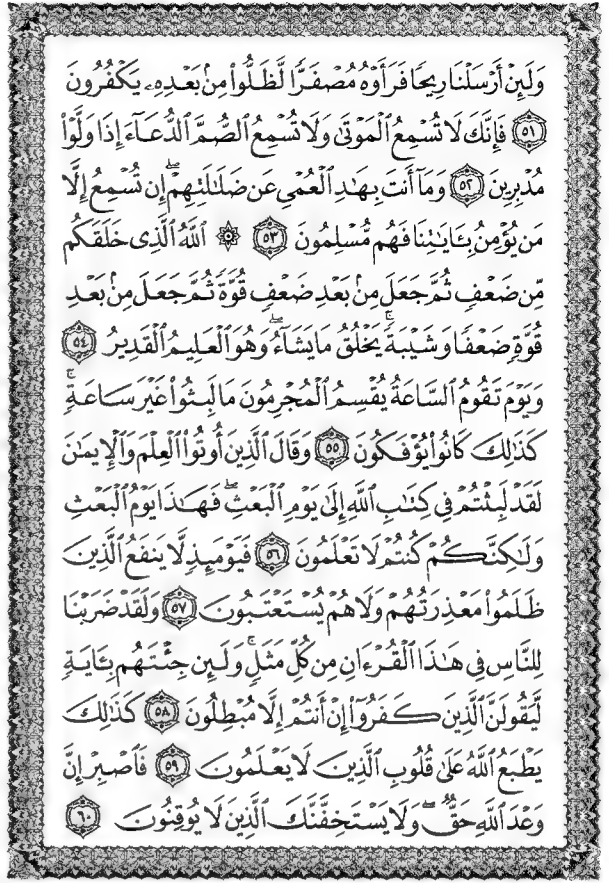 وَلَئِنْ أَرْسَلْنَا رِيحًا فَرَأَوْهُ مُصْفَرًّا لَّظَلُّوا۟ مِنۢ بَعْدِهِۦ يَكْفُرُونَ
﴿٥١﴾ فَإِنَّكَ لَا تُسْمِعُ ٱلْمَوْتَىٰ وَلَا تُسْمِعُ ٱلصُّمَّ ٱلدُّعَآءَ إِذَا وَلَّوْا۟
مُدْبِرِينَ ﴿٥٢﴾ وَمَآ أَنتَ بِهَـٰدِ ٱلْعُمْىِ عَن ضَلَـٰلَتِهِمْ ۖ إِن تُسْمِعُ إِلَّا
مَن يُؤْمِنُ بِـَٔايَـٰتِنَا فَهُم مُّسْلِمُونَ ﴿٥٣﴾ ۞ ٱللَّهُ ٱلَّذِى خَلَقَكُم
مِّن ضَعْفٍ ثُمَّ جَعَلَ مِنۢ بَعْدِ ضَعْفٍ قُوَّةً ثُمَّ جَعَلَ مِنۢ بَعْدِ
قُوَّةٍ ضَعْفًا وَشَيْبَةً ۚ يَخْلُقُ مَا يَشَآءُ ۖ وَهُوَ ٱلْعَلِيمُ ٱلْقَدِيرُ ﴿٥٤﴾
وَيَوْمَ تَقُومُ ٱلسَّاعَةُ يُقْسِمُ ٱلْمُجْرِمُونَ مَا لَبِثُوا۟ غَيْرَ سَاعَةٍ ۚ
كَذَٰلِكَ كَانُوا۟ يُؤْفَكُونَ ﴿٥٥﴾ وَقَالَ ٱلَّذِينَ أُوتُوا۟ ٱلْعِلْمَ وَٱلْإِيمَـٰنَ
لَقَدْ لَبِثْتُمْ فِى كِتَـٰبِ ٱللَّهِ إِلَىٰ يَوْمِ ٱلْبَعْثِ ۖ فَهَـٰذَا يَوْمُ ٱلْبَعْثِ
وَلَـٰكِنَّكُمْ كُنتُمْ لَا تَعْلَمُونَ ﴿٥٦﴾ فَيَوْمَئِذٍ لَّا يَنفَعُ ٱلَّذِينَ
ظَلَمُوا۟ مَعْذِرَتُهُمْ وَلَا هُمْ يُسْتَعْتَبُونَ ﴿٥٧﴾ وَلَقَدْ ضَرَبْنَا
لِلنَّاسِ فِى هَـٰذَا ٱلْقُرْءَانِ مِن كُلِّ مَثَلٍ ۚ وَلَئِن جِئْتَهُم بِـَٔايَةٍ
لَّيَقُولَنَّ ٱلَّذِينَ كَفَرُوٓا۟ إِنْ أَنتُمْ إِلَّا مُبْطِلُونَ ﴿٥٨﴾ كَذَٰلِكَ
يَطْبَعُ ٱللَّهُ عَلَىٰ قُلُوبِ ٱلَّذِينَ لَا يَعْلَمُونَ ﴿٥٩﴾ فَٱصْبِرْ إِنَّ
وَعْدَ ٱللَّهِ حَقٌّ ۖ وَلَا يَسْتَخِفَّنَّكَ ٱلَّذِينَ لَا يُوقِنُونَ ﴿٦٠﴾